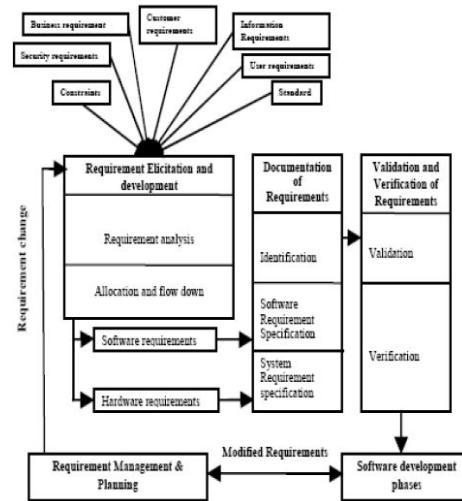 Customer
requirements
Business requirement
Information
Requirements
Security requirements
User requirements
Constraints
Standard
Requirement Elicitation and
development
Requirement analysis
Allocation and flow down
Software requirements
Hardware requirements
Documentation
of
Requirements
Identification
Software
Requirement
Specification
System
Requirement
specification
Validation and
Verification of
Requirements
Validation
Verification
Requirement change
Requirement Management &
Planning
Modified Requirements
Software development
phases